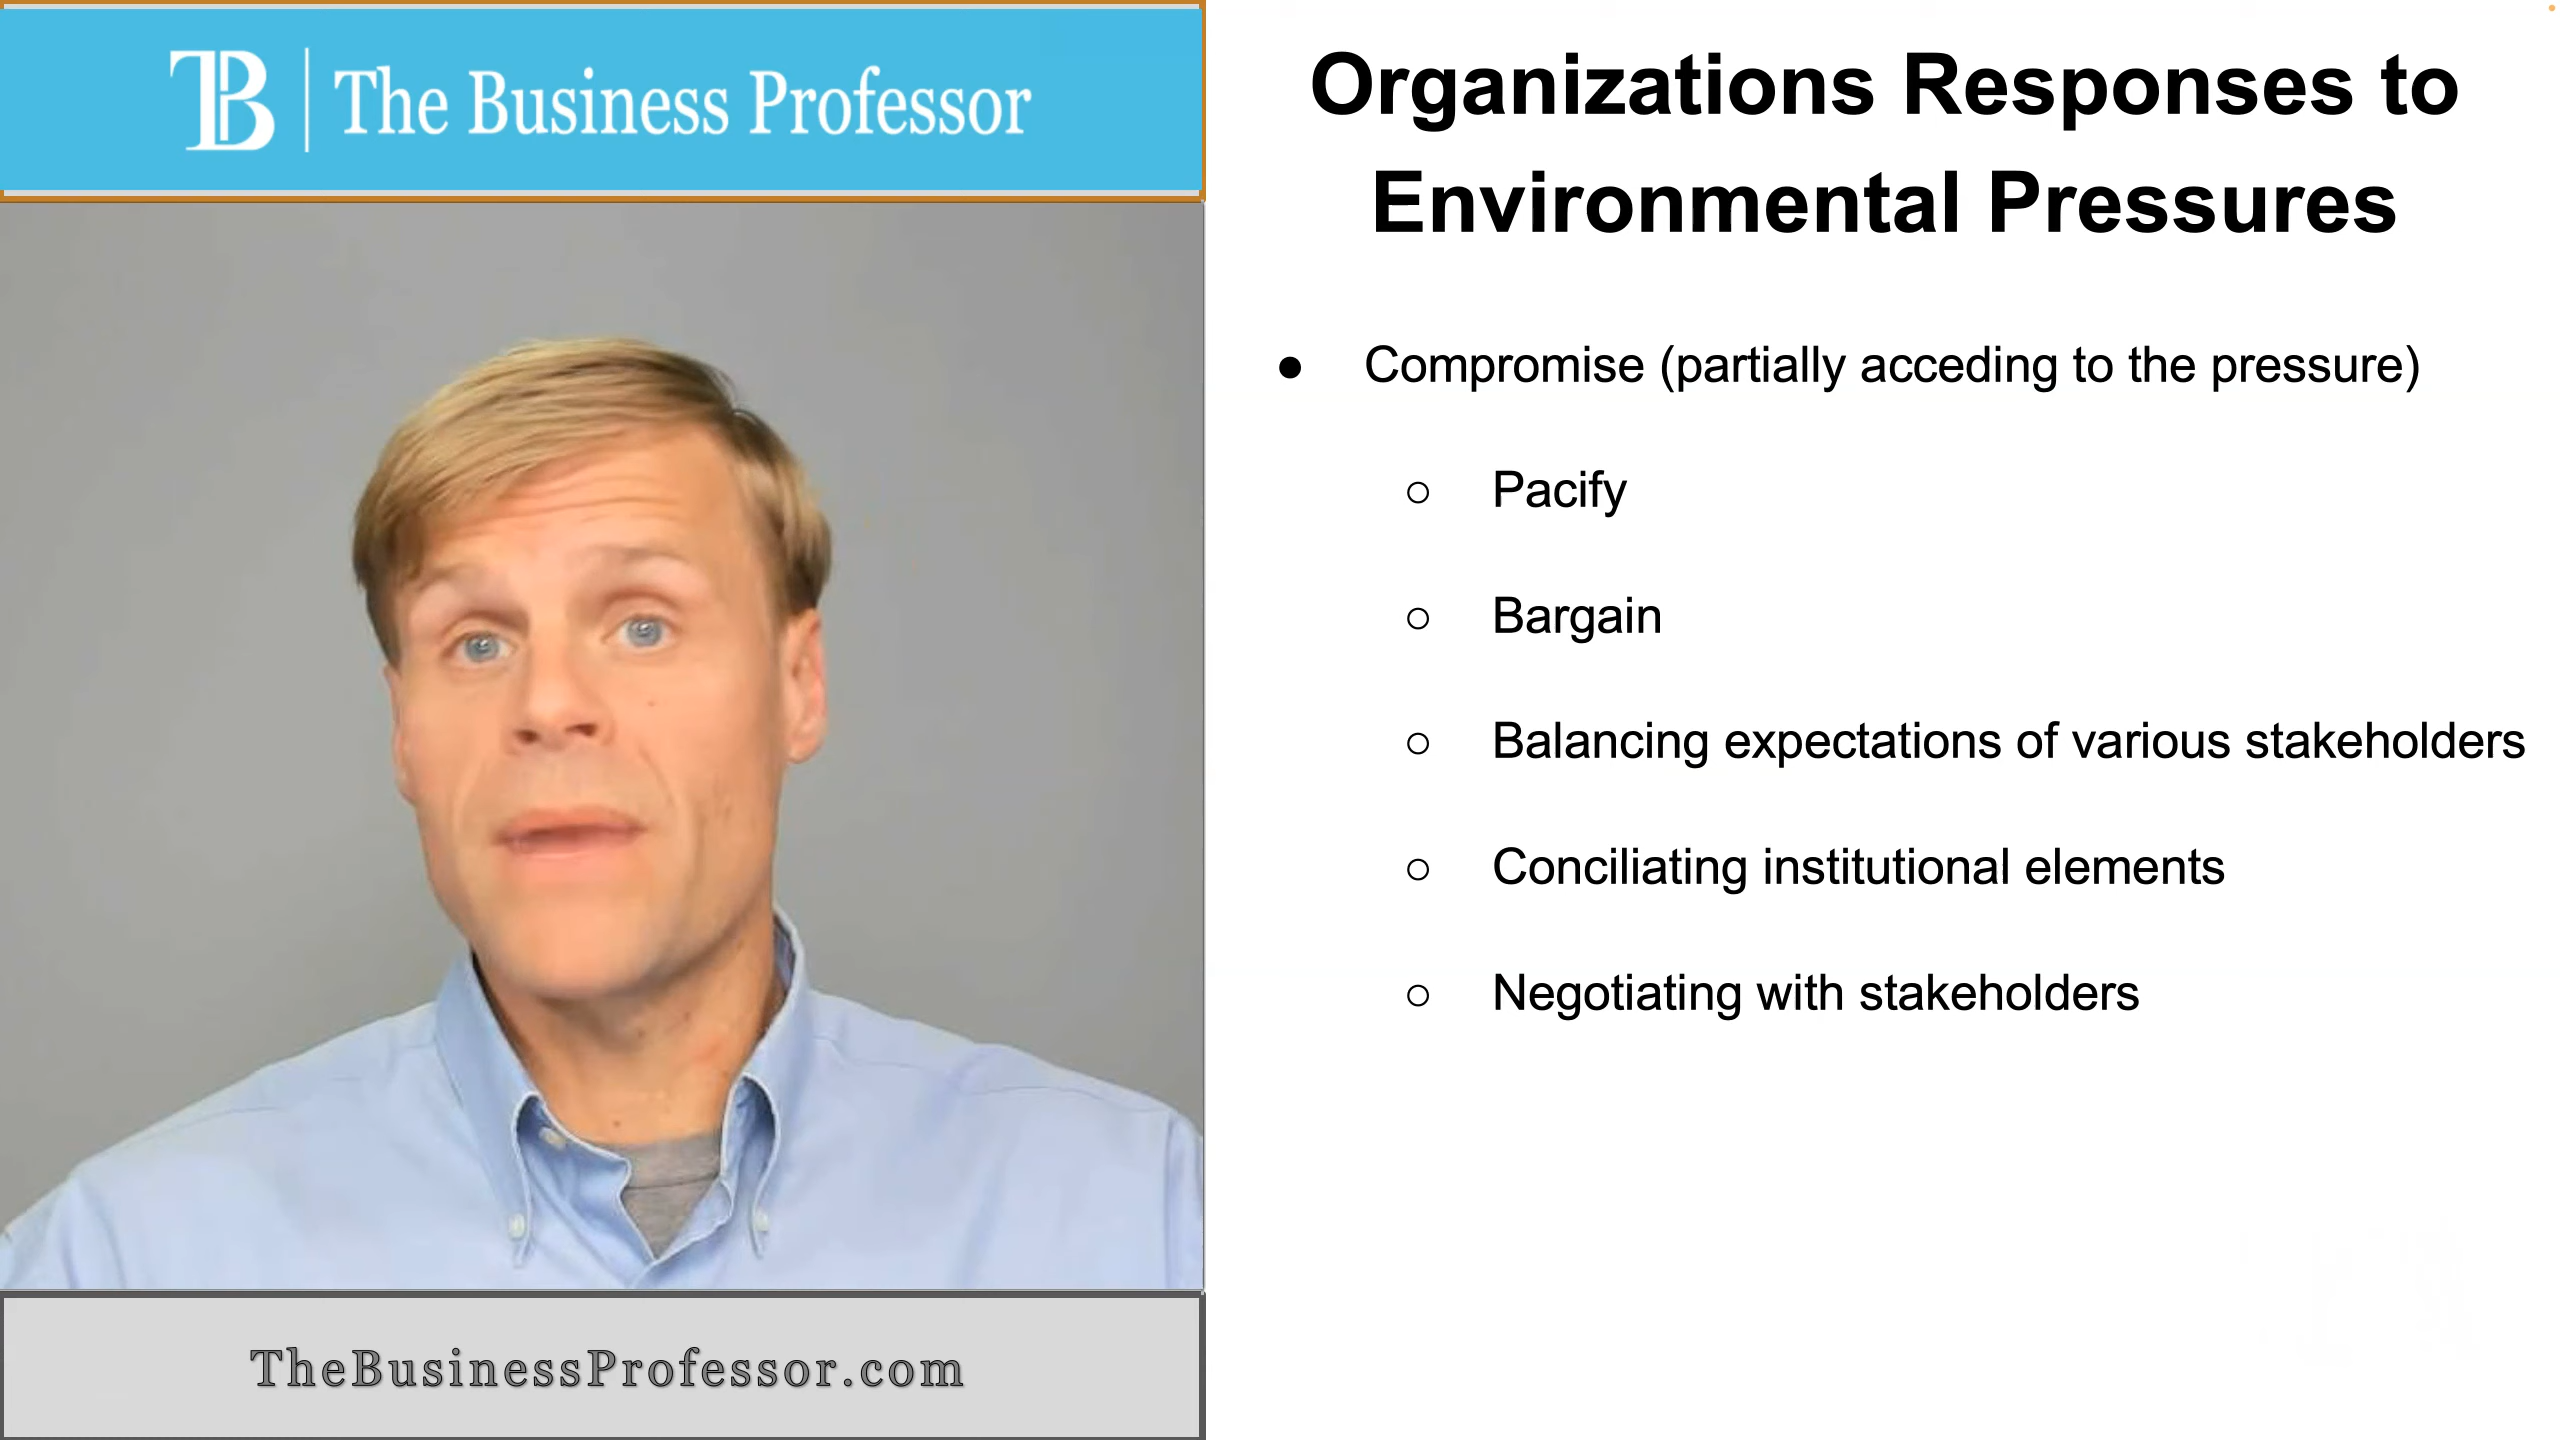 TB The Business Professor
Organizations Responses to
Environmental Pressures
● Compromise (partially acceding to the pressure)
○ Pacify
○ Bargain
○ Balancing expectations of various stakeholders
○ Conciliating institutional elements
○ Negotiating with stakeholders
TheBusinessProfessor.com